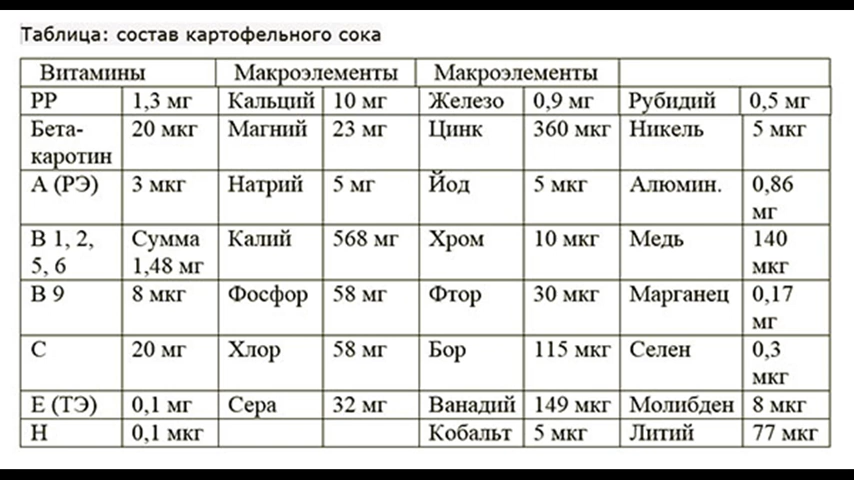 Таблица: состав картофельного сока
Витамины Макроэлементы Макроэлементы
РР 1,3 мг Кальций 10 мг Железо 0,9 мг Рубидий 0,5 мг
Бета- 20 мкг Магний 23 мг Цинк 360 мкг Никель 5 мкг
каротин
А (РЭ) 3 мкг Натрий 5 мг Йод 5 мкг Алюмин. 0,86
мг
В 1, 2, Сумма Калий 568 мг Хром 10 мкг Медь 140
5, 6 1,48 мг мкг
В 9 8 мкг Фосфор 58 мг Фтор 30 мкг Марганец 0,17
мг
С 20 мг Хлор 58 мг Бор 115 мкг Селен 0,3
мкг
Е (ТЭ) 0,1 мг Сера 32 мг Ванадий 149 мкг Молибден 8 мкг
Н 0,1 мкг Кобальт 5 мкг Литий 77 мкг